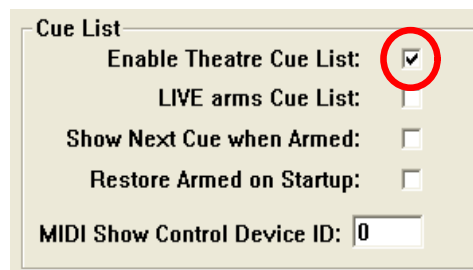 Cue List
Enable Theatre Cue List:
LIVE arms Cue List:
Show Next Cue when Armed:
Restore Armed on Startup:
MIDI Show Control Device ID: 0